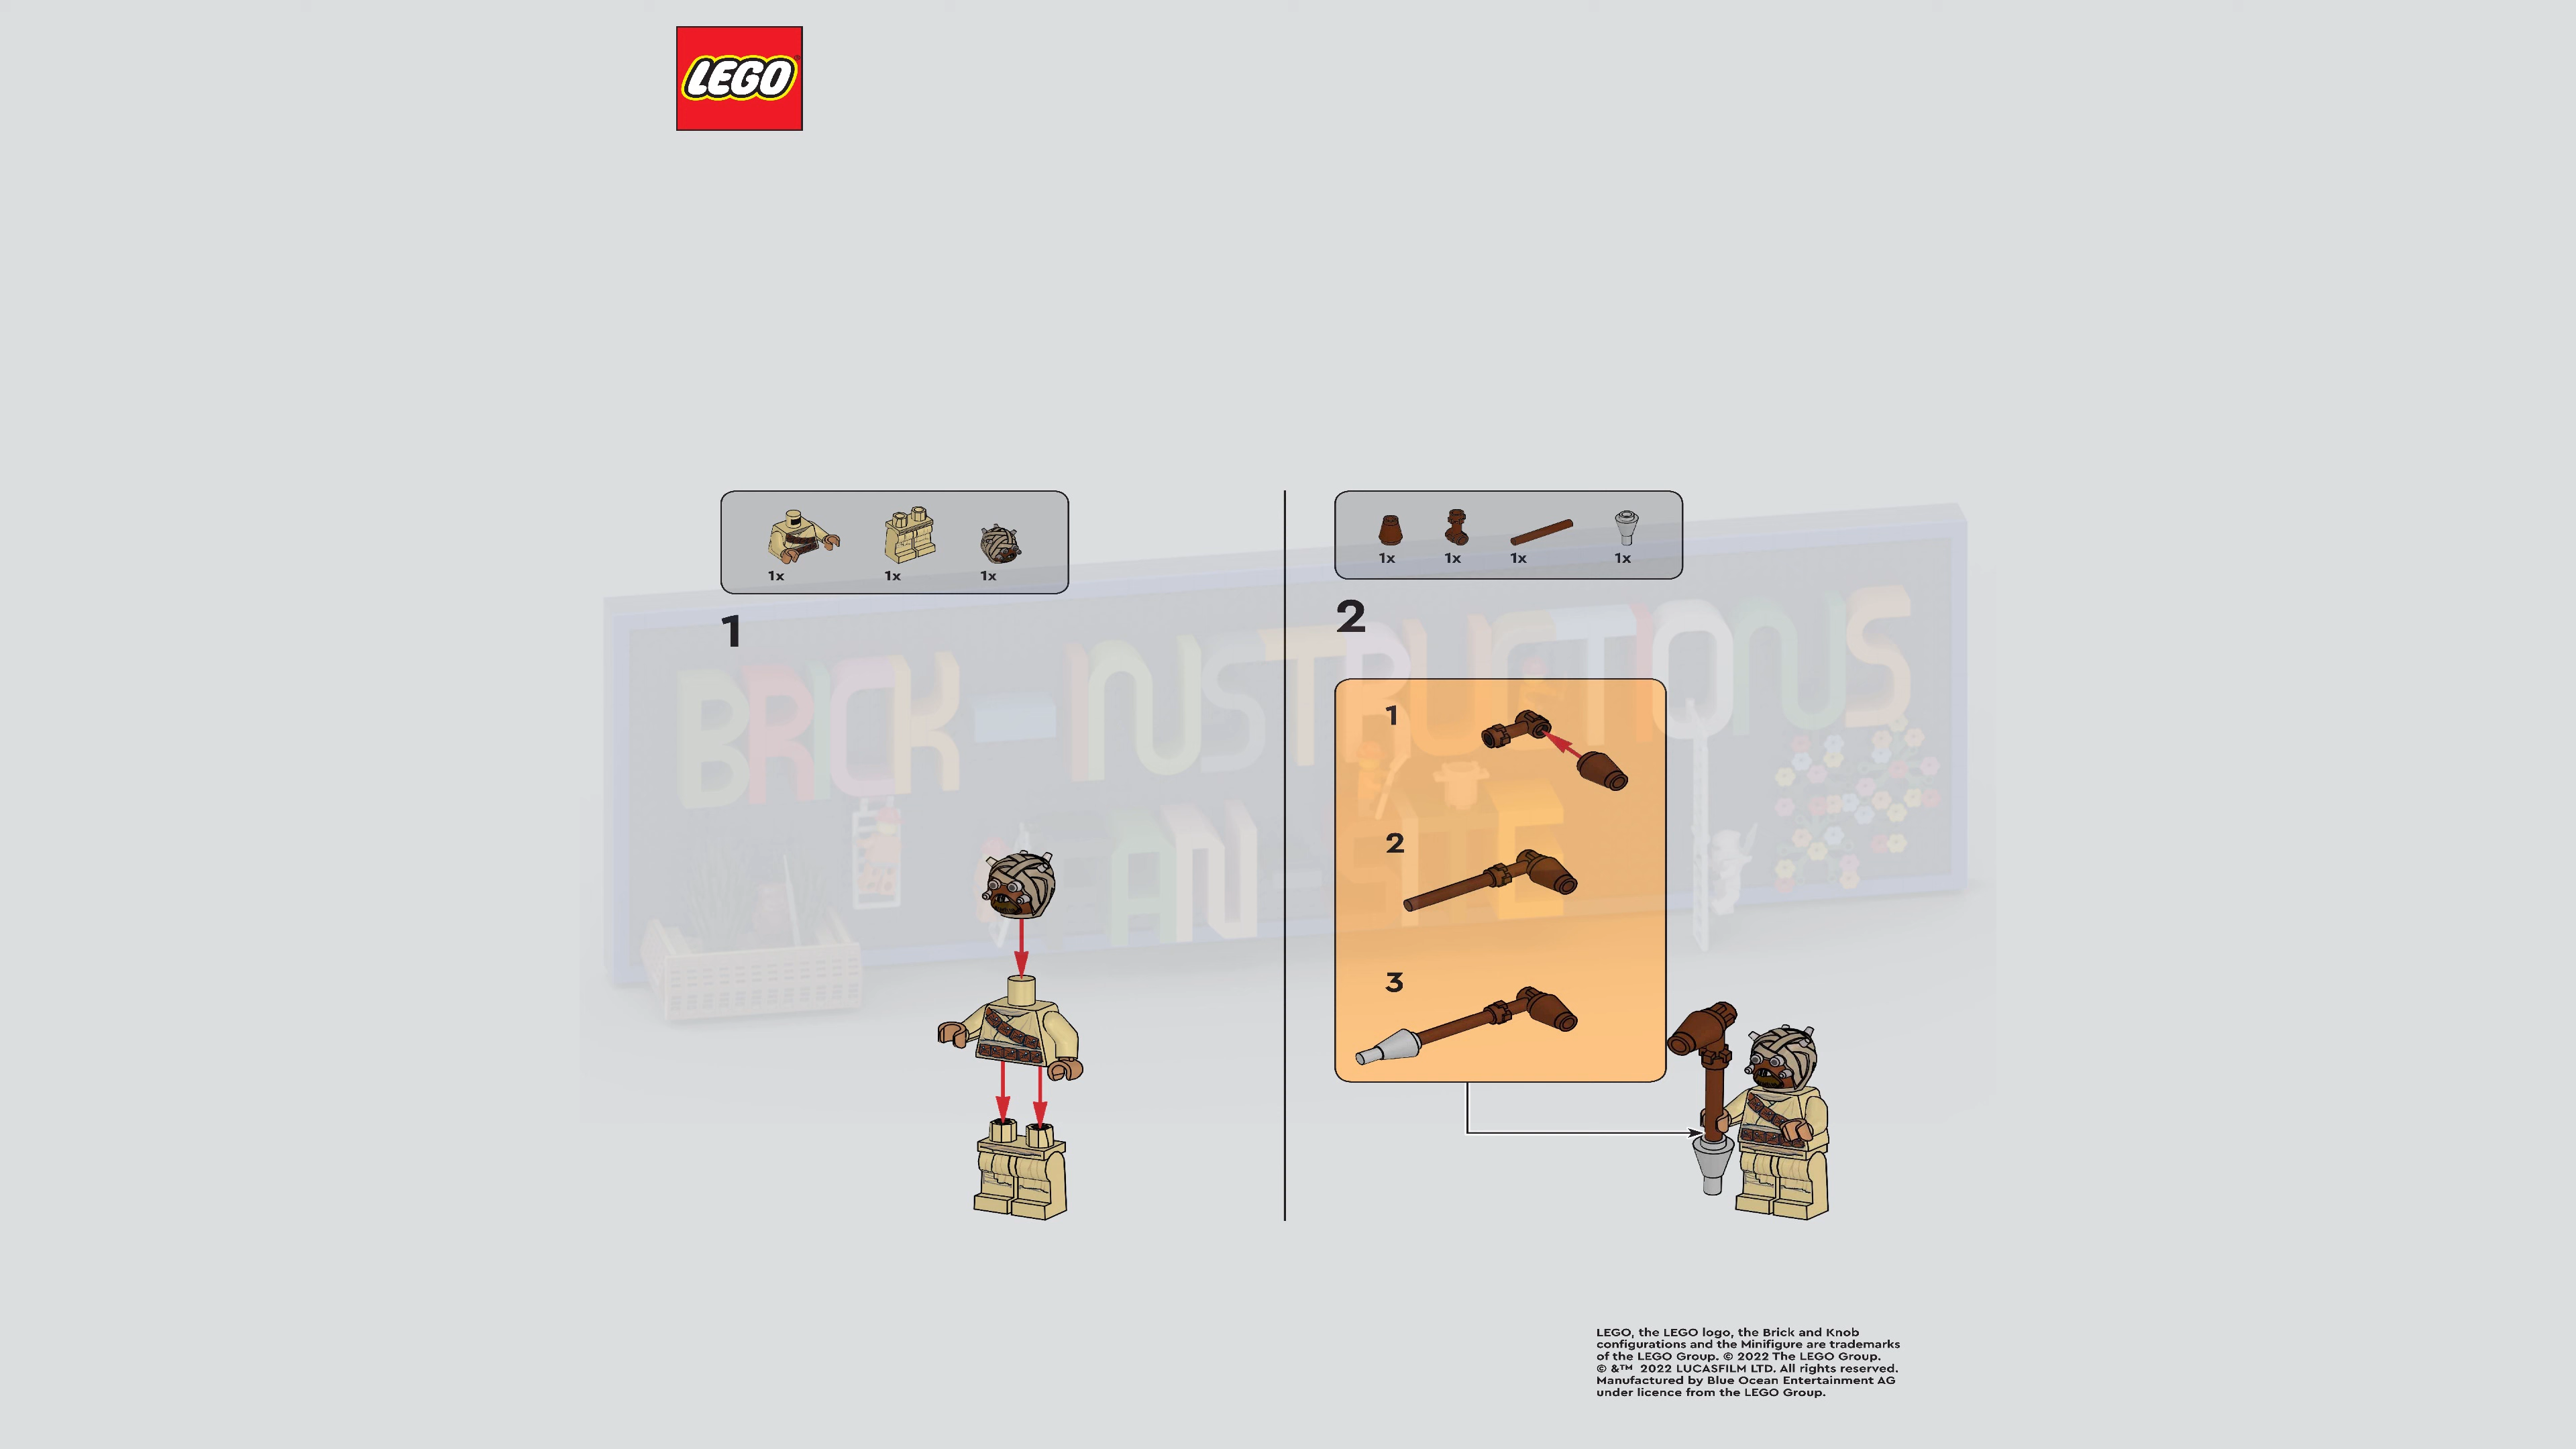 LEGO
1x 1x 1x
1
1x 1x 1x 1x
2
1
2
3
BRICK-INSTRUCTIONS
LEGO, the LEGO logo, the Brick and Knob
configurations and the Minifigure are trademarks
of the LEGO Group. © 2022 The LEGO Group.
© &™ 2022 LUCASFILM LTD. All rights reserved.
Manufactured by Blue Ocean Entertainment AG
under licence from the LEGO Group.